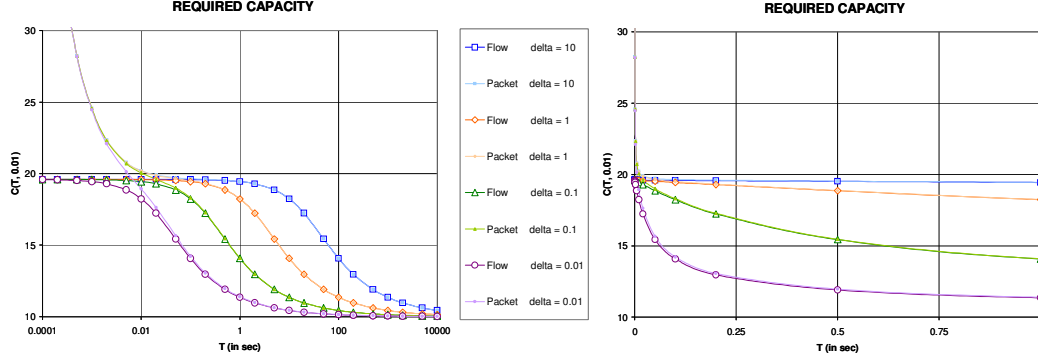 REQUIRED CAPACITY
30
25
20
15
10
C(T, 0.01)
0.0001
0.01
1
100
10000
T (in sec)
Flow delta = 10
Packet delta = 10
Flow delta = 1
Packet delta = 1
Flow delta = 0.1
Packet delta = 0.1
Flow delta = 0.01
Packet delta = 0.01
REQUIRED CAPACITY
30
25
20
15
10
C(T, 0.01)
0
0.25
0.5
0.75
T (in sec)